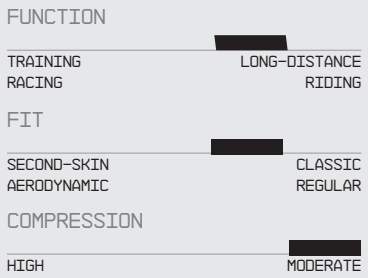 FUNCTION
TRAINING LONG-DISTANCE
RACING RIDING
FIT
SECOND-SKIN CLASSIC
AERODYNAMIC REGULAR
COMPRESSION
HIGH MODERATE